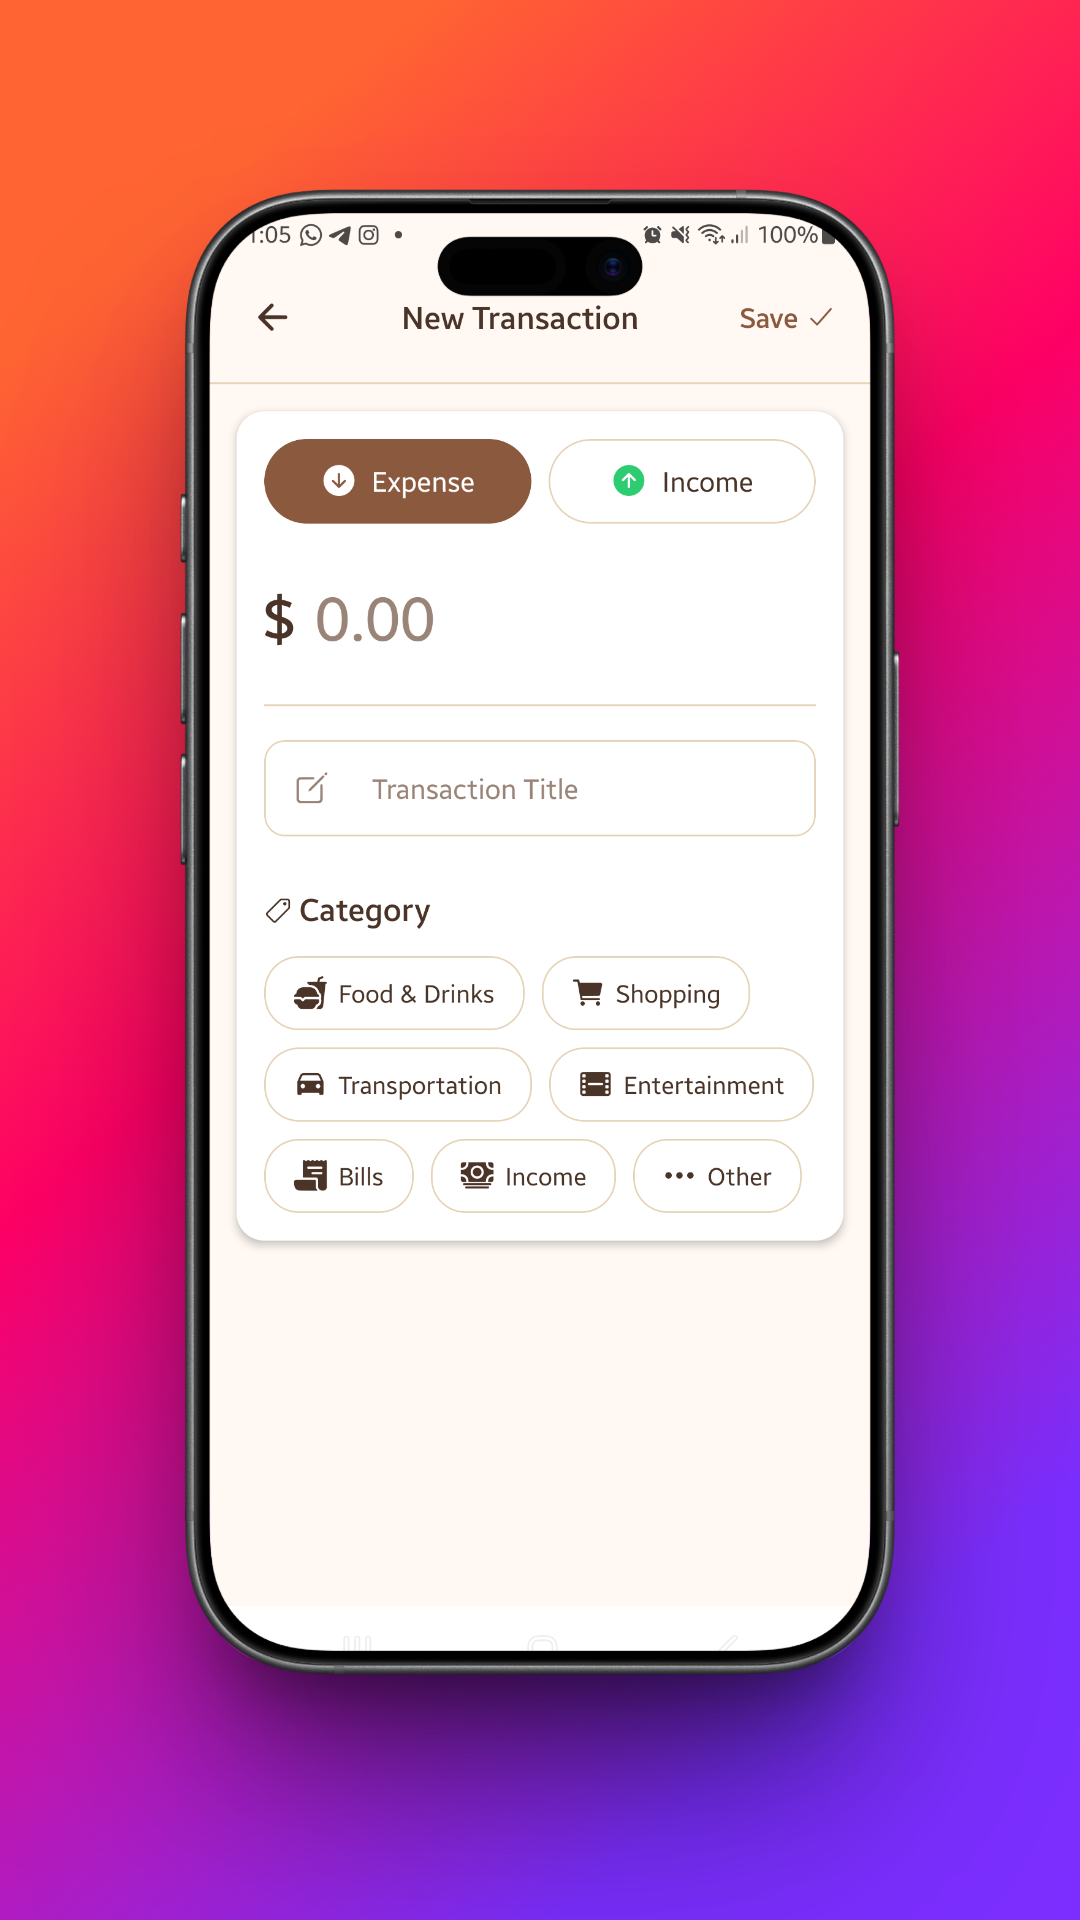 1:05 100%
New Transaction Save
Expense Income
$ 0.00
Transaction Title
Category
Food & Drinks Shopping
Transportation Entertainment
Bills Income Other